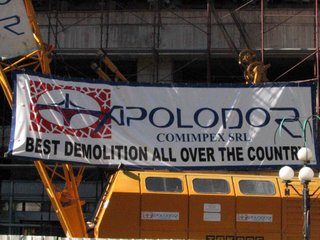 APOLODOR
COMIMPEX SRL
BEST DEMOLITION ALL OVER THE COUNTRY